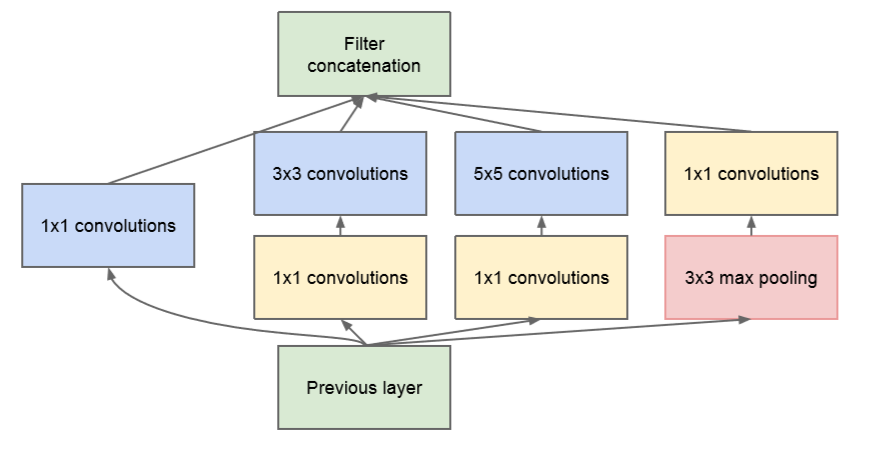 Filter
concatenation
3x3 convolutions
5x5 convolutions
1x1 convolutions
1x1 convolutions
1x1 convolutions
1x1 convolutions
3x3 max pooling
Previous layer